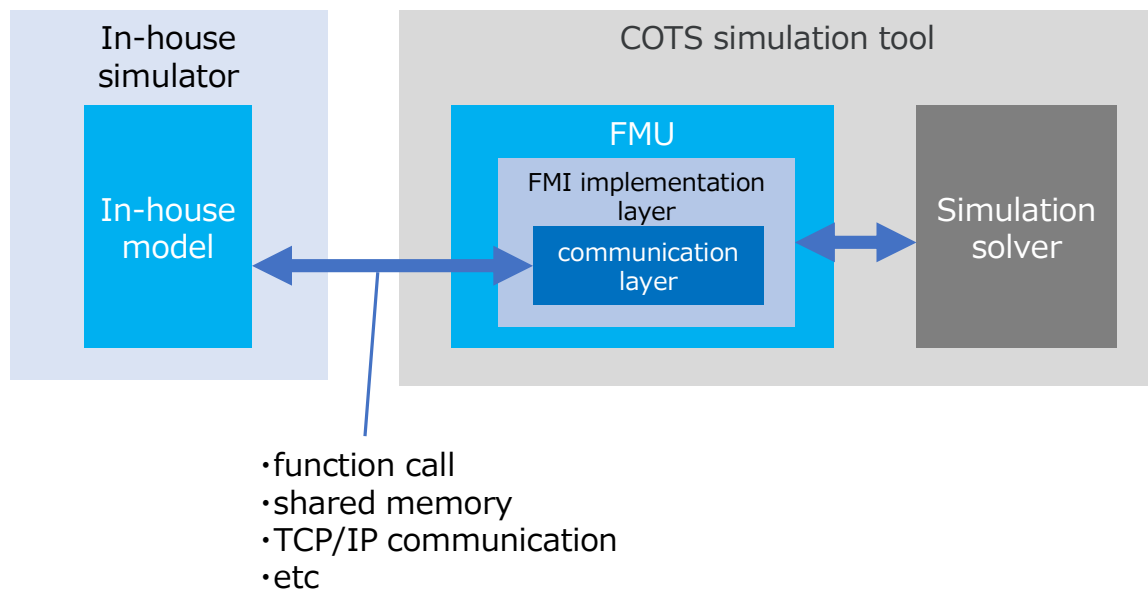 In-house
simulator
In-house
model
COTS simulation tool
FMU
FMI implementation
layer
communication
layer
Simulation
solver
・function call
・shared memory
・TCP/IP communication
・etc